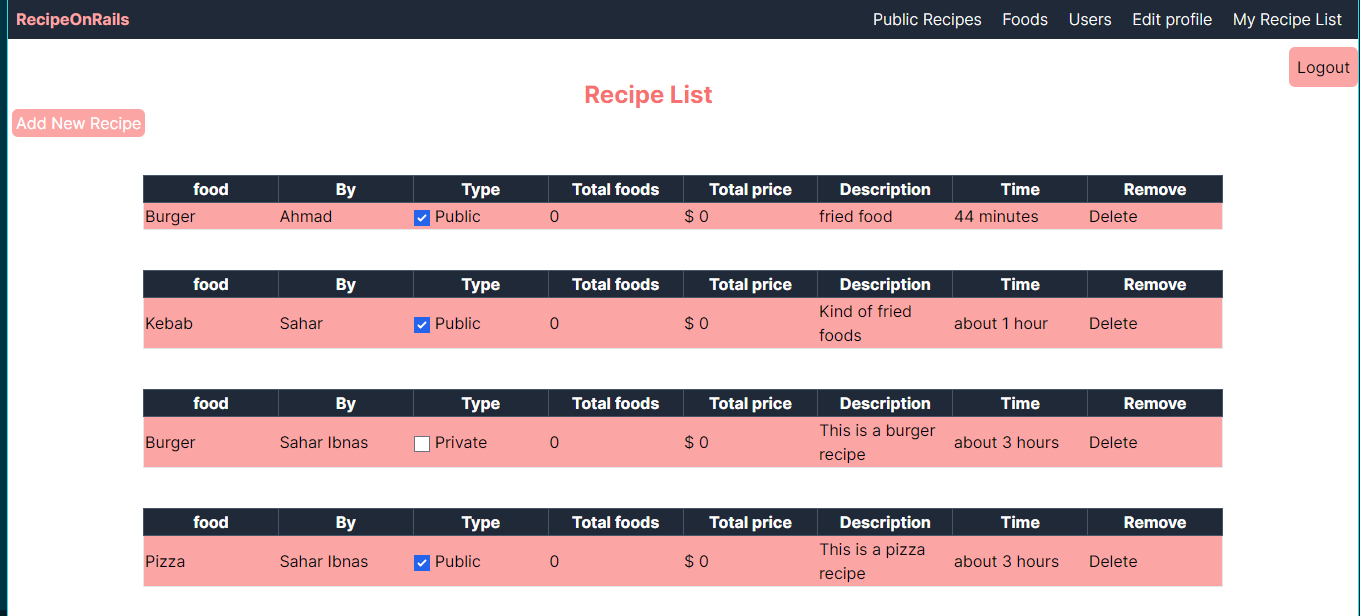 RecipeOnRails Public Recipes Foods Users Edit profile My Recipe List
Logout
Recipe List
Add New Recipe
food By Type Total foods Total price Description Time Remove
Burger Ahmad Public 0 $ 0 fried food 44 minutes Delete
food By Type Total foods Total price Description Time Remove
Kebab Sahar Public 0 $ 0 Kind of fried foods about 1 hour Delete
food By Type Total foods Total price Description Time Remove
Burger Sahar Ibnas Private 0 $ 0 This is a burger recipe about 3 hours Delete
food By Type Total foods Total price Description Time Remove
Pizza Sahar Ibnas Public 0 $ 0 This is a pizza recipe about 3 hours Delete